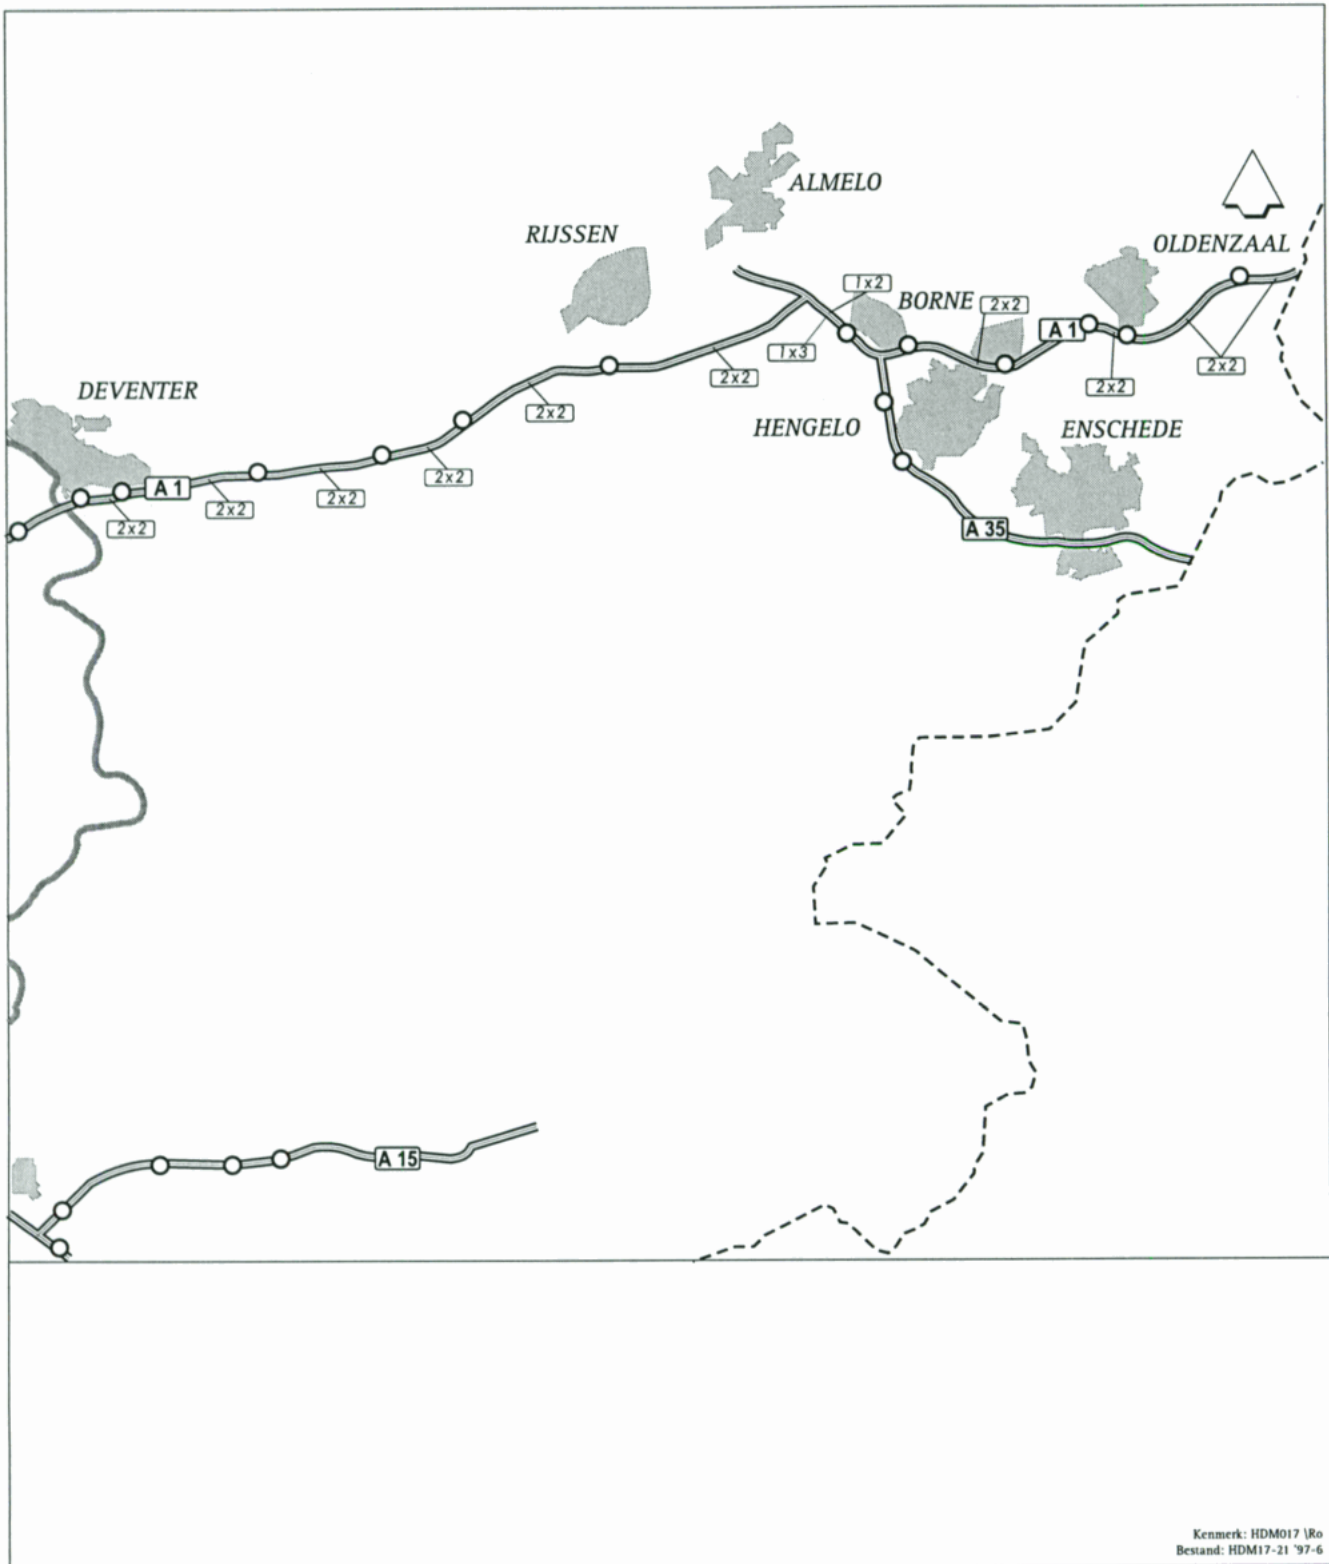 ALMELO
RIJSSEN
OLDENZAAL
1x2
BORNE
2x2
A 1
1x3
2x2
2x2
2x2
DEVENTER
2x2
HENGELO
ENSCHEDE
2x2
A 1
2x2
2x2
2x2
A 35
A 15
Kenmerk: HDM017 \Ro
Bestand: HDM17-21 '97-6